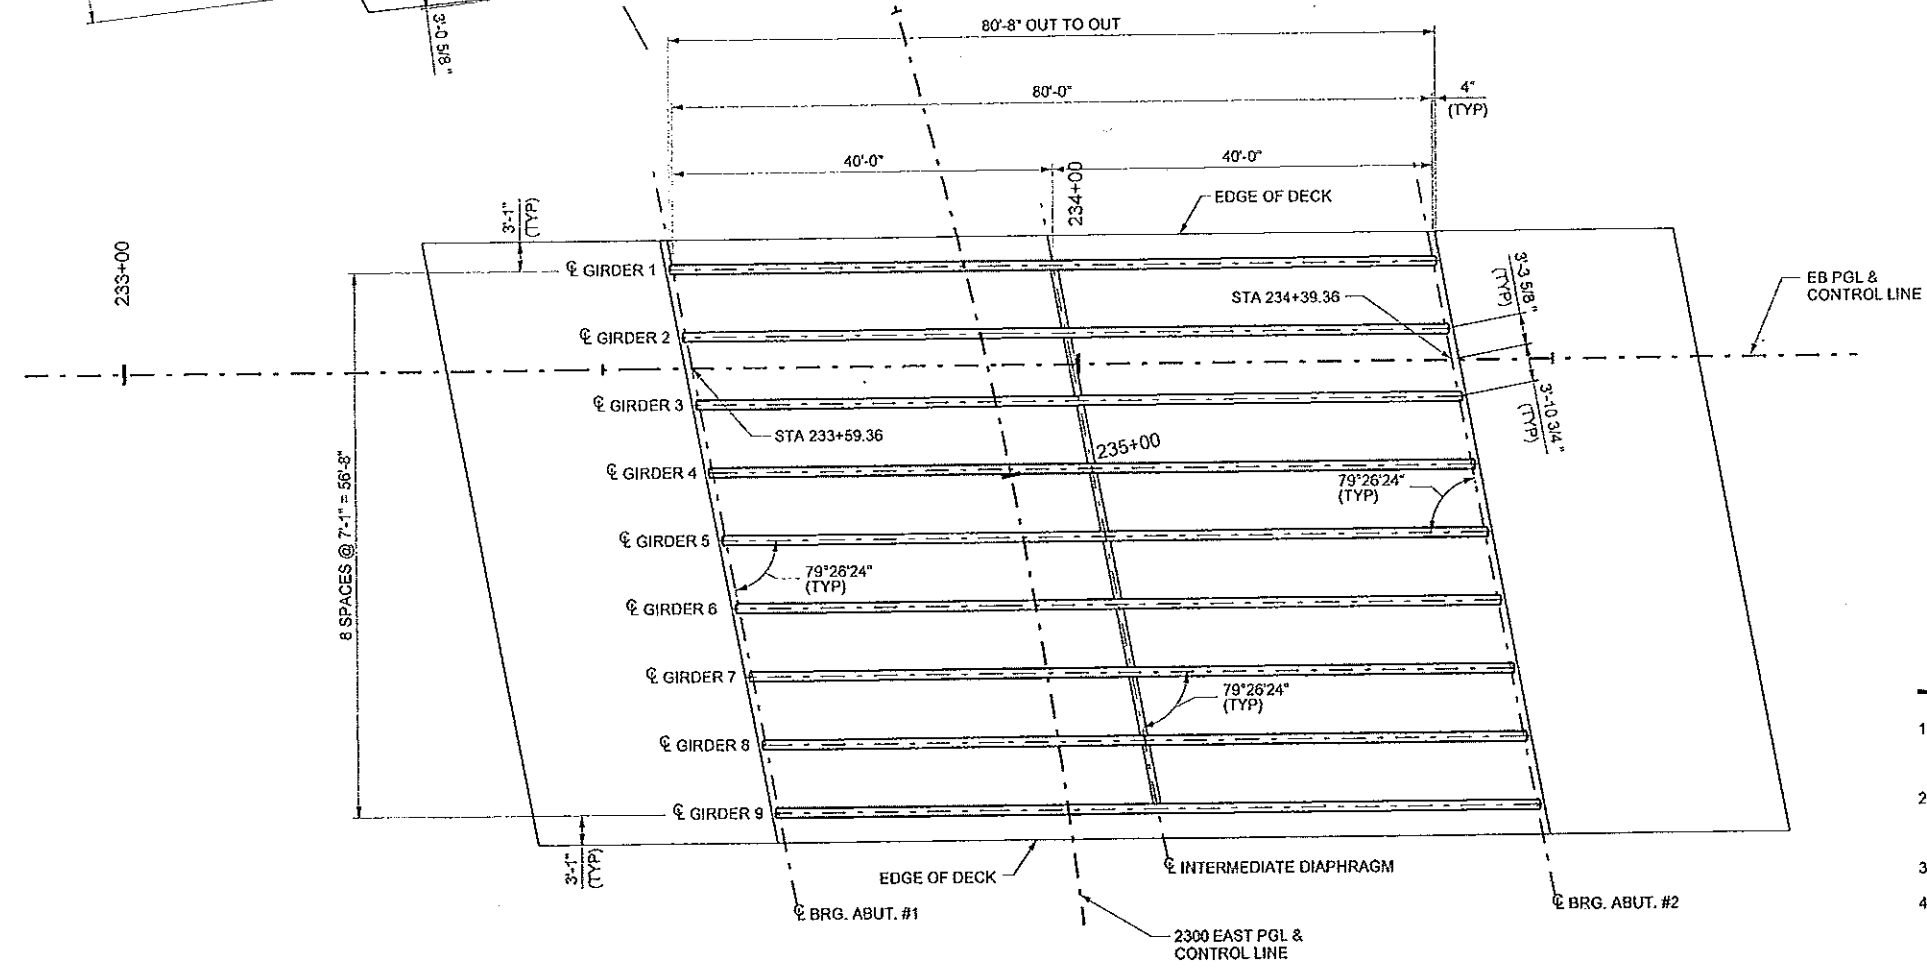 3'-0 5/8"
80'-8" OUT TO OUT
80'-0"
4"
(TYP)
40'-0"
40'-0"
234+00
3'-1"
(TYP)
EDGE OF DECK
233+00
℄ GIRDER 1
3'-3 5/8"
(TYP)
EB PGL &
CONTROL LINE
STA 234+39.36
℄ GIRDER 2
℄ GIRDER 3
3'-10 3/4"
(TYP)
STA 233+59.36
235+00
℄ GIRDER 4
79°26'24"
(TYP)
8 SPACES @ 7'-1" = 56'-8"
℄ GIRDER 5
79°26'24"
(TYP)
℄ GIRDER 6
℄ GIRDER 7
79°26'24"
(TYP)
℄ GIRDER 8
℄ GIRDER 9
3'-1"
(TYP)
EDGE OF DECK
℄ INTERMEDIATE DIAPHRAGM
℄ BRG. ABUT. #1
℄ BRG. ABUT. #2
2300 EAST PGL &
CONTROL LINE
1
2
3
4